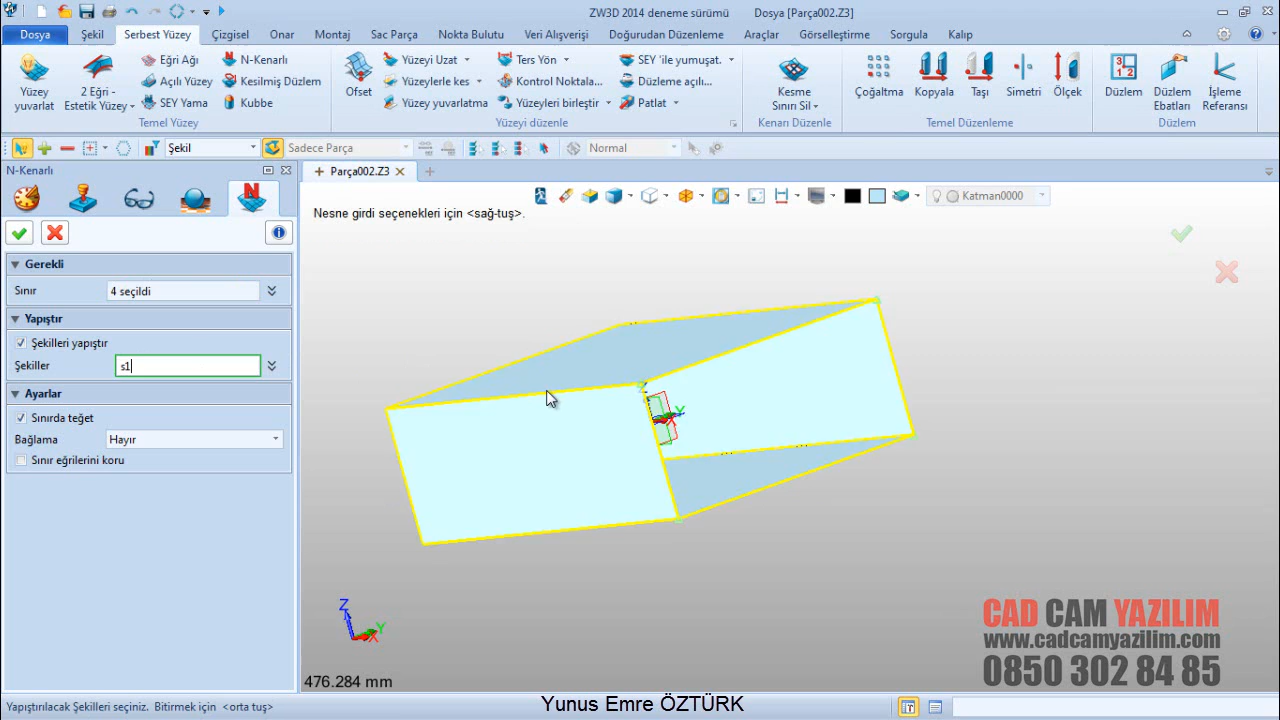 ZW3D 2014 deneme sürümü Dosya [Parça002.Z3]
Dosya Şekil Serbest Yüzey Çizgisel Onar Montaj Sac Parça Nokta Bulutu Veri Alışverişi Doğurudan Düzenleme Araçlar Görselleştirme Sorgula Kalıp
Yüzey yuvarlat
2 Eğri - Estetik Yüzey
Eğri Ağı
Açılı Yüzey
SEY Yama
N-Kenarlı
Kesilmiş Düzlem
Kubbe
Temel Yüzey
Ofset
Yüzeyi Uzat
Yüzeylerle kes
Yüzey yuvarlatma
Ters Yön
Kontrol Noktala...
Yüzeyleri birleştir
SEY 'ile yumuşat.
Düzleme açılı...
Patlat
Yüzeyi düzenle
Kesme Sınırı Sil
Kenarı Düzenle
Çoğaltma
Kopyala
Taşı
Simetri
Ölçek
Temel Düzenleme
Düzlem
Düzlem Ebatları
İşleme Referansı
Düzlem
Şekil
Sadece Parça
Normal
N-Kenarlı
Parça002.Z3
Nesne girdi seçenekleri için <sağ-tuş>.
Katman0000
Gerekli
Sınır 4 seçildi
Yapıştır
Şekilleri yapıştır
Şekiller s1
Ayarlar
Sınırda teğet
Bağlama Hayır
Sınır eğrilerini koru
Z
Y
X
Z
Y
X
476.284 mm
CAD CAM YAZILIM
www.cadcamyazilim.com
0850 302 84 85
Yapıştırılacak Şekilleri seçiniz. Bitirmek için <orta tuş>
Yunus Emre ÖZTÜRK